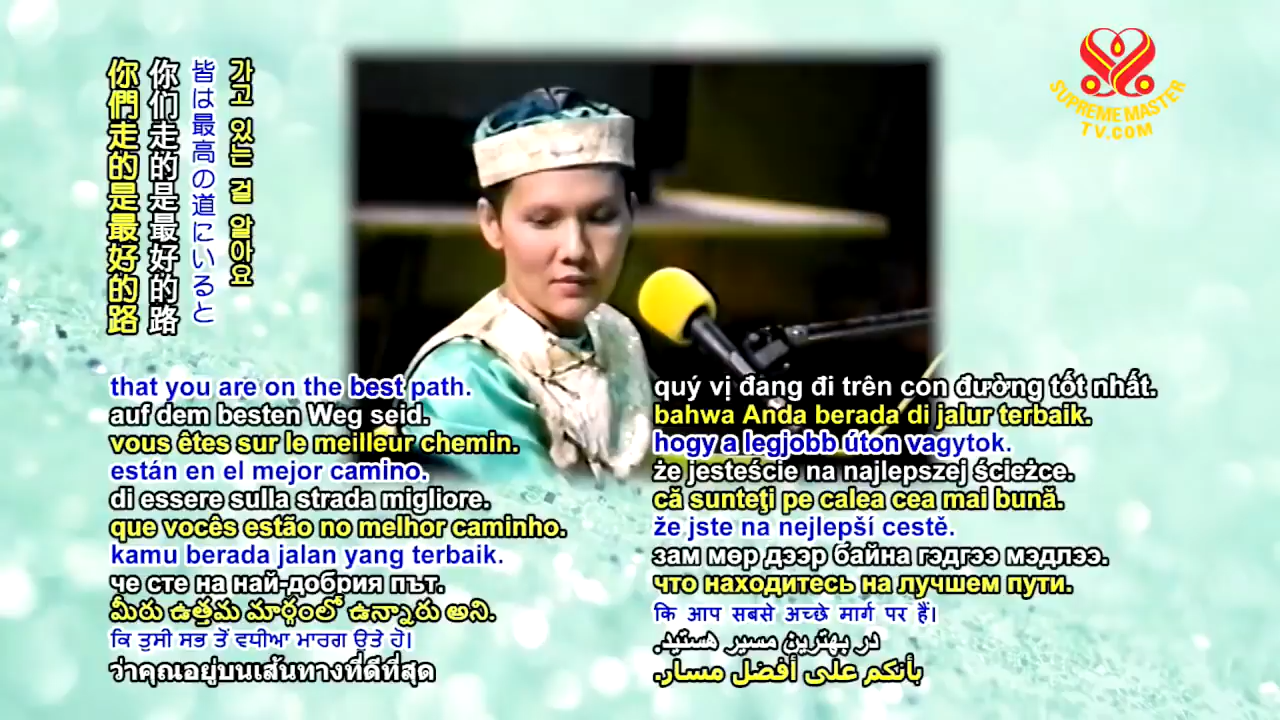 你們走的是最好的路
你们走的是最好的路
皆は最高の道にいると
가고 있는 걸 알아요
SUPREME MASTER
TV.COM
that you are on the best path.
auf dem besten Weg seid.
vous êtes sur le meilleur chemin.
están en el mejor camino.
di essere sulla strada migliore.
que vocês estão no melhor caminho.
kamu berada jalan yang terbaik.
че сте на най-добрия път.
మీరు ఉత్తమ మార్గంలో ఉన్నారు అని.
ਕਿ ਤੁਸੀ ਸਭ ਤੋਂ ਵਧੀਆ ਮਾਰਗ ਉਤੇ ਹੋ।
ว่าคุณอยู่บนเส้นทางที่ดีที่สุด
quý vị đang đi trên con đường tốt nhất.
bahwa Anda berada di jalur terbaik.
hogy a legjobb úton vagytok.
że jesteście na najlepszej ścieżce.
că sunteţi pe calea cea mai bună.
že jste na nejlepší cestě.
зам мөр дээр байна гэдгээ мэдлээ.
что находитесь на лучшем пути.
कि आप सबसे अच्छे मार्ग पर हैं।
در بهترین مسیر هستید.
بأنكم على أفضل مسار.